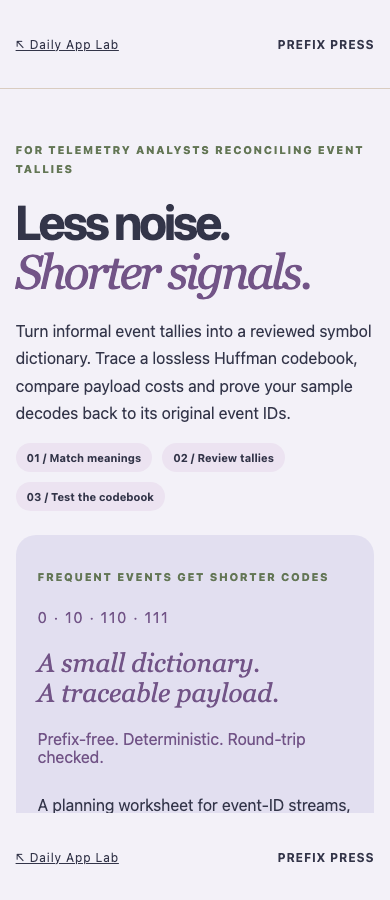 ↖ Daily App Lab
PREFIX PRESS
FOR TELEMETRY ANALYSTS RECONCILING EVENT
TALLIES
Less noise.
Shorter signals.
Turn informal event tallies into a reviewed symbol
dictionary. Trace a lossless Huffman codebook,
compare payload costs and prove your sample
decodes back to its original event IDs.
01 / Match meanings
02 / Review tallies
03 / Test the codebook
FREQUENT EVENTS GET SHORTER CODES
0 · 10 · 110 · 111
A small dictionary.
A traceable payload.
Prefix-free. Deterministic. Round-trip
checked.
A planning worksheet for event-ID streams,
↖ Daily App Lab
PREFIX PRESS